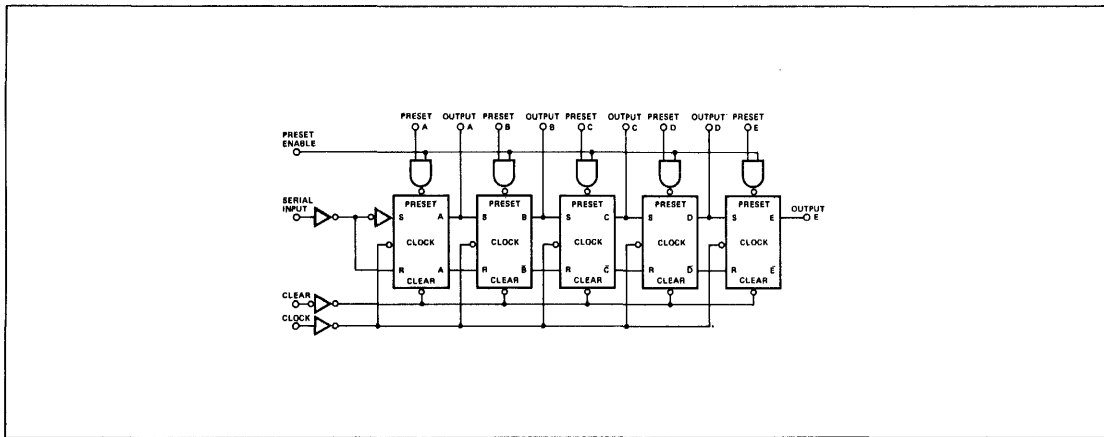 PRESET A OUTPUT A PRESET B OUTPUT B PRESET C OUTPUT C PRESET D OUTPUT D PRESET E
PRESET ENABLE
SERIAL INPUT
PRESET PRESET PRESET PRESET PRESET
S A S B S C S D S E OUTPUT E
CLOCK CLOCK CLOCK CLOCK CLOCK
R A R B̄ R C̄ R D̄ R Ē
CLEAR CLEAR CLEAR CLEAR CLEAR
CLEAR
CLOCK